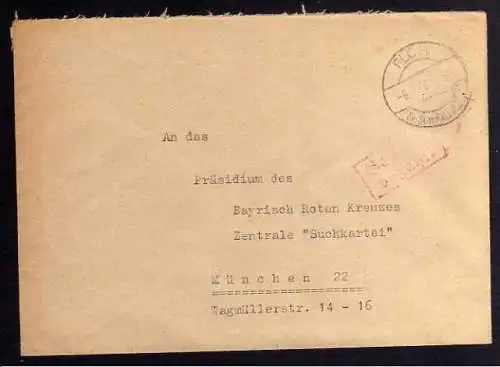 An das
Präsidium des
Bayrisch Roten Kreuzes
Zentrale "Suchkartei"
München 22
Wagmüllerstr. 14 - 16